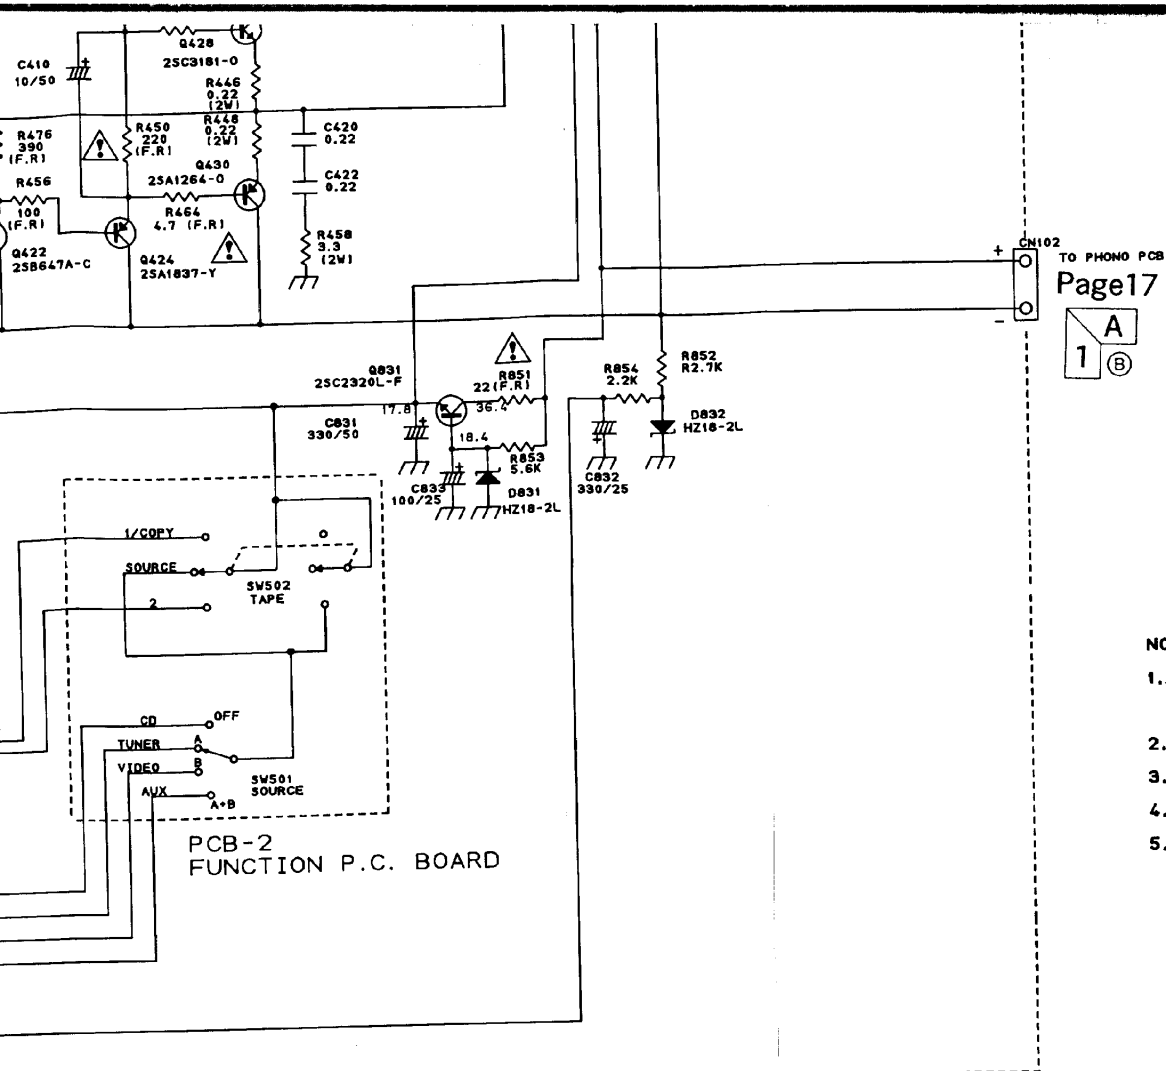 Q428
2SC3181-O
C410
10/50
R446
0.22
(2W)
R448
0.22
(2W)
R476
390
(F.R)
R450
220
(F.R)
C420
0.22
Q430
2SA1264-O
C422
0.22
R456
100
(F.R)
R464
4.7 (F.R)
R458
3.3
(2W)
Q422
2SB647A-C
Q424
2SA1837-Y
+
CN102
TO PHONO PCB
Page17
-
A
1
B
Q831
2SC2320L-F
R851
22(F.R)
R854
2.2K
R852
R2.7K
17.8
36.4
C831
330/50
18.4
D832
HZ18-2L
R853
5.6K
C833
100/25
D831
HZ18-2L
C832
330/25
1/COPY
SOURCE
SW502
TAPE
2
CD
OFF
TUNER
A
VIDEO
B
SW501
SOURCE
AUX
A+B
PCB-2
FUNCTION P.C. BOARD
1.
2.
3.
4.
5.